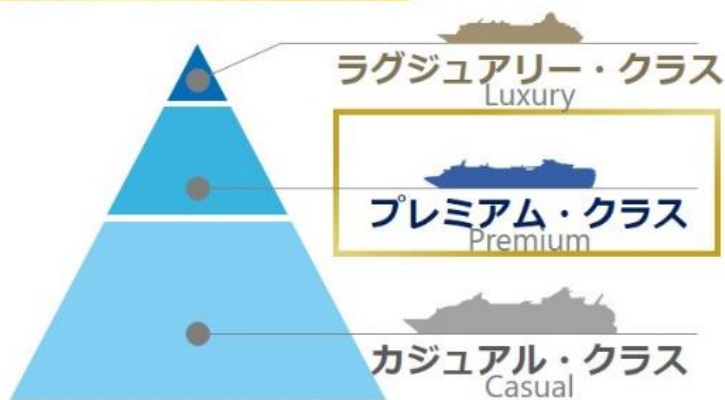 ラグジュアリー・クラス
Luxury
プレミアム・クラス
Premium
カジュアル・クラス
Casual